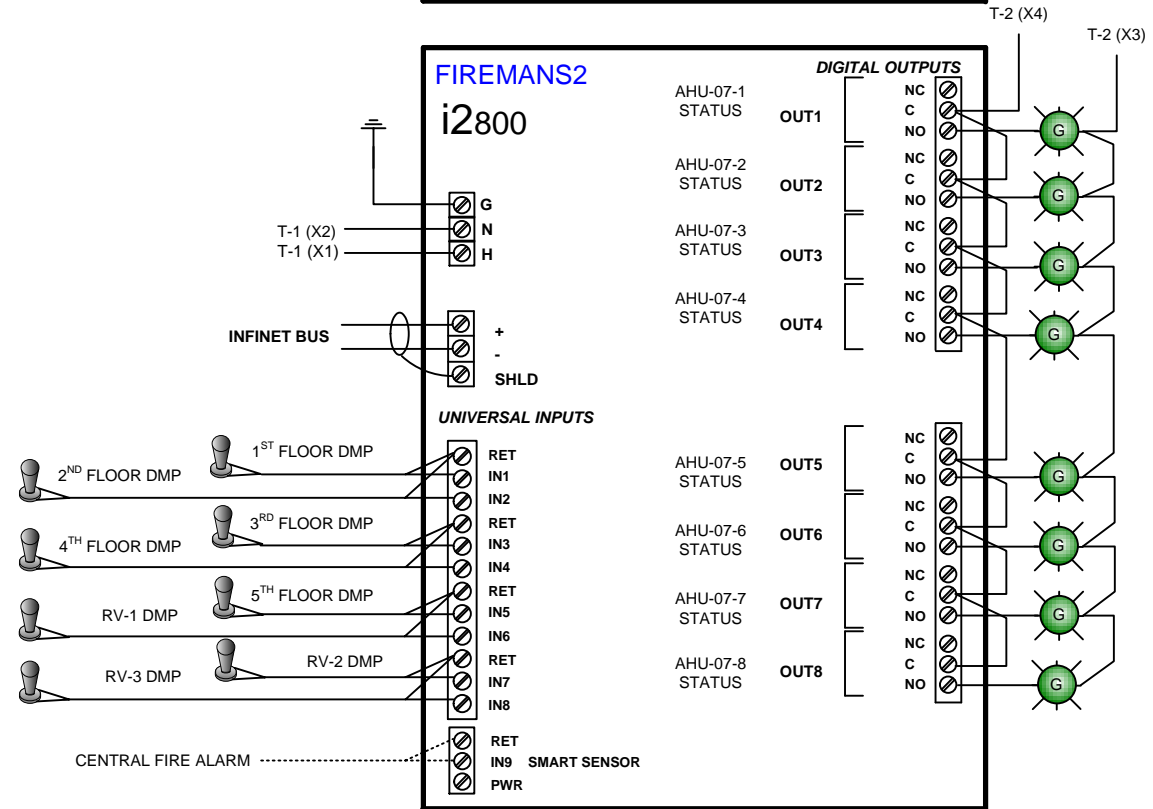 T-2 (X4)
T-2 (X3)
FIREMANS2
i2800
DIGITAL OUTPUTS
AHU-07-1
STATUS
OUT1
NC
C
NO
G
AHU-07-2
STATUS
OUT2
NC
C
NO
G
AHU-07-3
STATUS
OUT3
NC
C
NO
G
AHU-07-4
STATUS
OUT4
NC
C
NO
G
G
N
H
T-1 (X2)
T-1 (X1)
INFINET BUS
+
-
SHLD
UNIVERSAL INPUTS
1ST FLOOR DMP
2ND FLOOR DMP
3RD FLOOR DMP
4TH FLOOR DMP
5TH FLOOR DMP
RV-1 DMP
RV-2 DMP
RV-3 DMP
RET
IN1
IN2
RET
IN3
IN4
RET
IN5
IN6
RET
IN7
IN8
AHU-07-5
STATUS
OUT5
NC
C
NO
G
AHU-07-6
STATUS
OUT6
NC
C
NO
G
AHU-07-7
STATUS
OUT7
NC
C
NO
G
AHU-07-8
STATUS
OUT8
NC
C
NO
G
CENTRAL FIRE ALARM
RET
IN9 SMART SENSOR
PWR